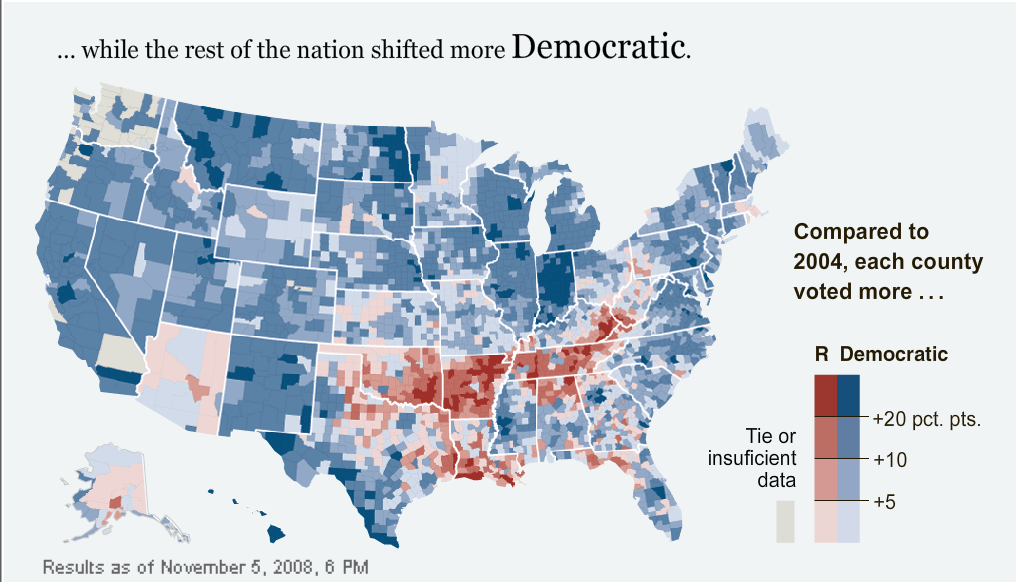 ... while the rest of the nation shifted more Democratic.
Compared to
2004, each county
voted more ...
R Democratic
+20 pct. pts.
+10
+5
Tie or
insuficient
data
Results as of November 5, 2008, 6 PM